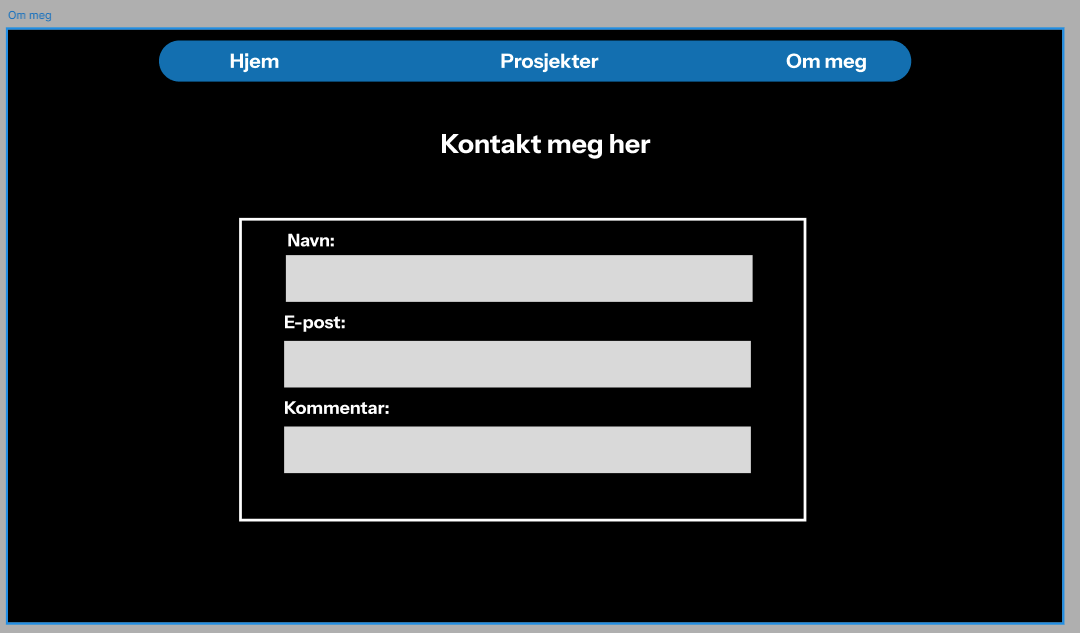 Om meg
Hjem Prosjekter Om meg
Kontakt meg her
Navn:
E-post:
Kommentar: